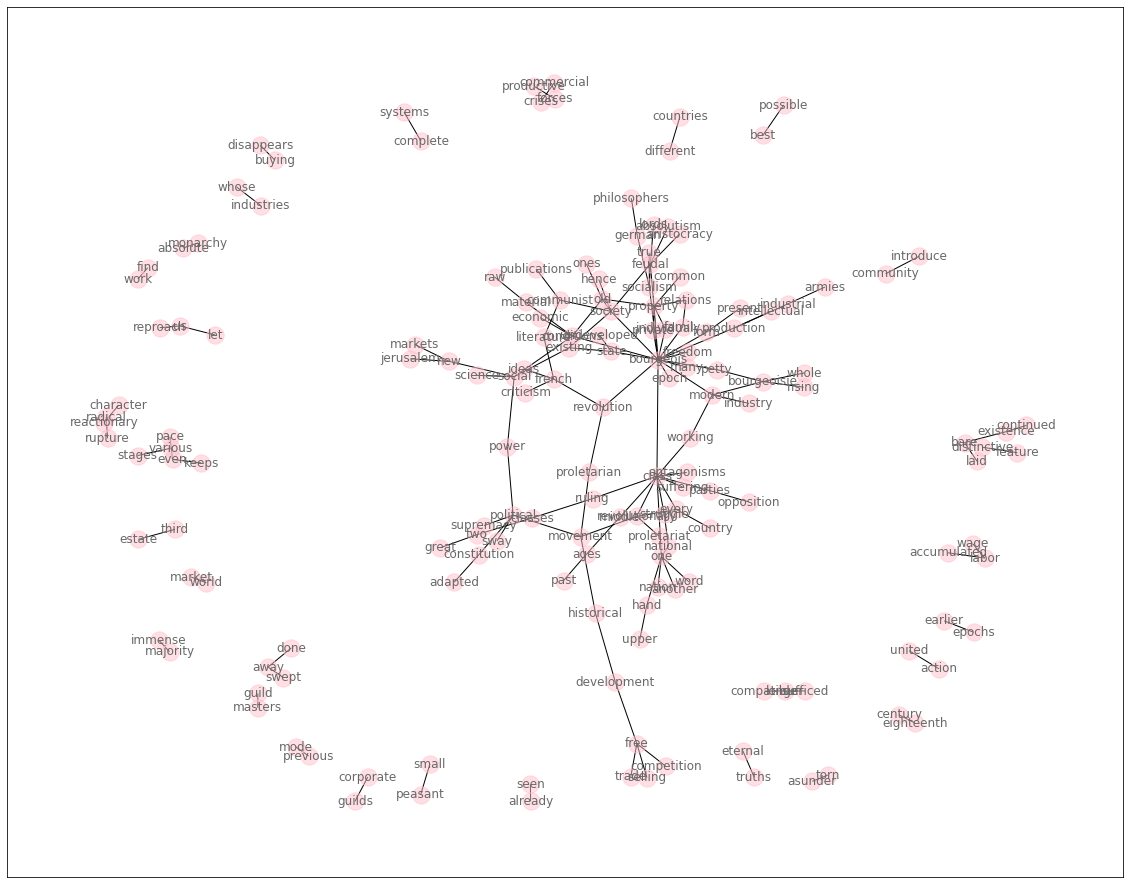 commercial
productive
forces
crises
systems
possible
countries
best
complete
disappears
different
buying
whose
philosophers
industries
lords
absolutism
german
aristocracy
monarchy
absolute
true
introduce
find
publications
ones
feudal
community
work
raw
hence
common
socialism
armies
material
communist
old
relations
economic
society
property
present
industrial
intellectual
reproach
us
let
literature
developed
private
family
form
production
markets
existing
state
freedom
jerusalem
new
bourgeois
ideas
many
petty
science
social
french
epoch
bourgeoisie
whole
rising
criticism
modern
character
revolution
industry
radical
reactionary
continued
pace
existence
rupture
various
working
bare
distinctive
stages
even
keeps
power
feature
laid
proletarian
antagonisms
class
suffering
parties
ruling
opposition
political
classes
middle
struggle
every
third
supremacy
country
estate
two
sway
movement
proletariat
wage
great
constitution
ages
national
one
accumulated
labor
market
world
adapted
past
nation
another
word
hand
historical
earlier
epochs
immense
majority
upper
done
united
away
action
swept
development
guild
masters
century
eighteenth
mode
previous
free
eternal
small
competition
corporate
trade
selling
truths
torn
asunder
peasant
seen
guilds
already